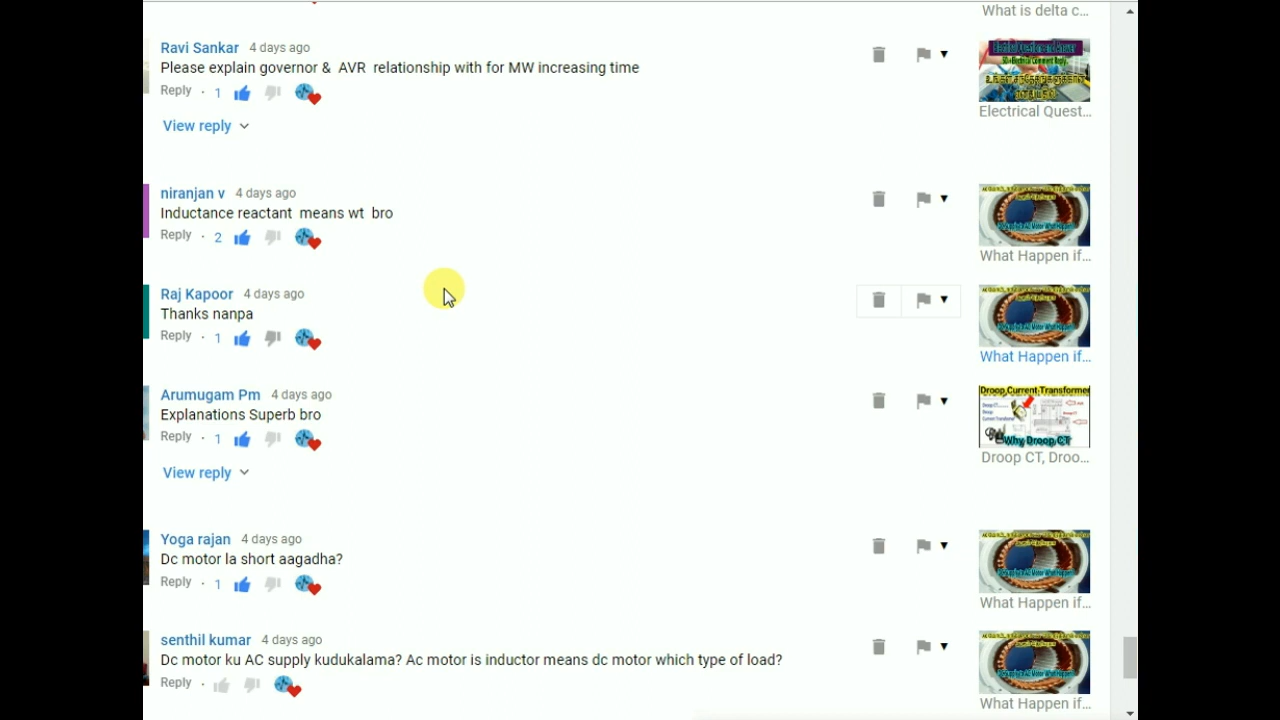 What is delta c...
Ravi Sankar 4 days ago
Please explain governor & AVR relationship with for MW increasing time
Reply · 1
View reply
Electrical Quest...
niranjan v 4 days ago
Inductance reactant means wt bro
Reply · 2
What Happen if...
Raj Kapoor 4 days ago
Thanks nanpa
Reply · 1
What Happen if...
Arumugam Pm 4 days ago
Explanations Superb bro
Reply · 1
View reply
Droop Current Transformer
Why Droop CT
Droop CT, Droo...
Yoga rajan 4 days ago
Dc motor la short aagadha?
Reply · 1
What Happen if...
senthil kumar 4 days ago
Dc motor ku AC supply kudukalama? Ac motor is inductor means dc motor which type of load?
Reply ·
What Happen if...